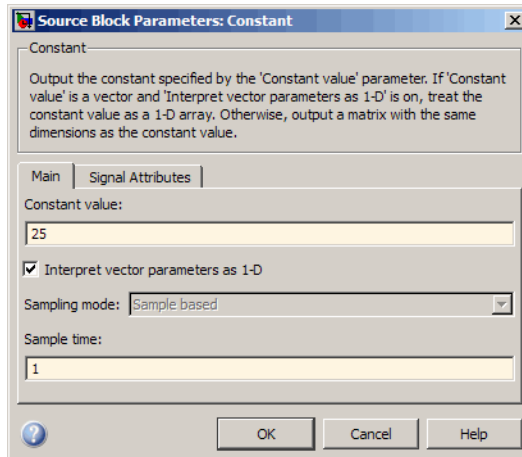 Source Block Parameters: Constant
Constant
Output the constant specified by the 'Constant value' parameter. If 'Constant
value' is a vector and 'Interpret vector parameters as 1-D' is on, treat the
constant value as a 1-D array. Otherwise, output a matrix with the same
dimensions as the constant value.
Main Signal Attributes
Constant value:
25
Interpret vector parameters as 1-D
Sampling mode: Sample based
Sample time:
1
OK Cancel Help